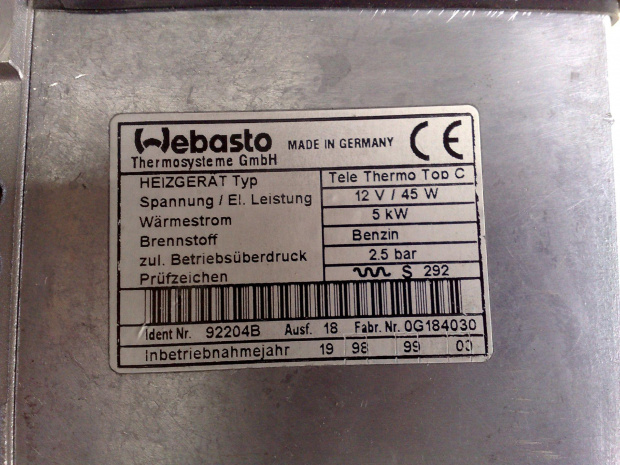 Webasto MADE IN GERMANY CE
Thermosysteme GmbH
HEIZGERÄT Typ Tele Thermo Top C
Spannung / El. Leistung 12 V / 45 W
Wärmestrom 5 kW
Brennstoff Benzin
zul. Betriebsüberdruck 2.5 bar
Prüfzeichen S 292
Ident Nr. 92204B Ausf. 18 Fabr. Nr. 0G184030
Inbetriebnahmejahr 19 98 99 00